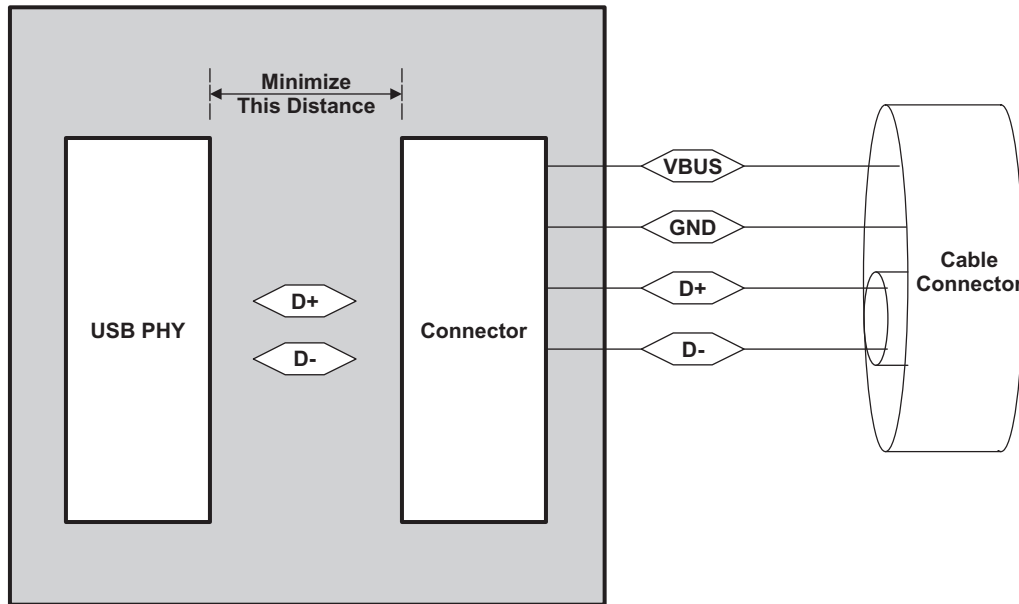 Minimize
This Distance
VBUS
GND
D+
D-
Cable
Connector
USB PHY
D+
D-
Connector